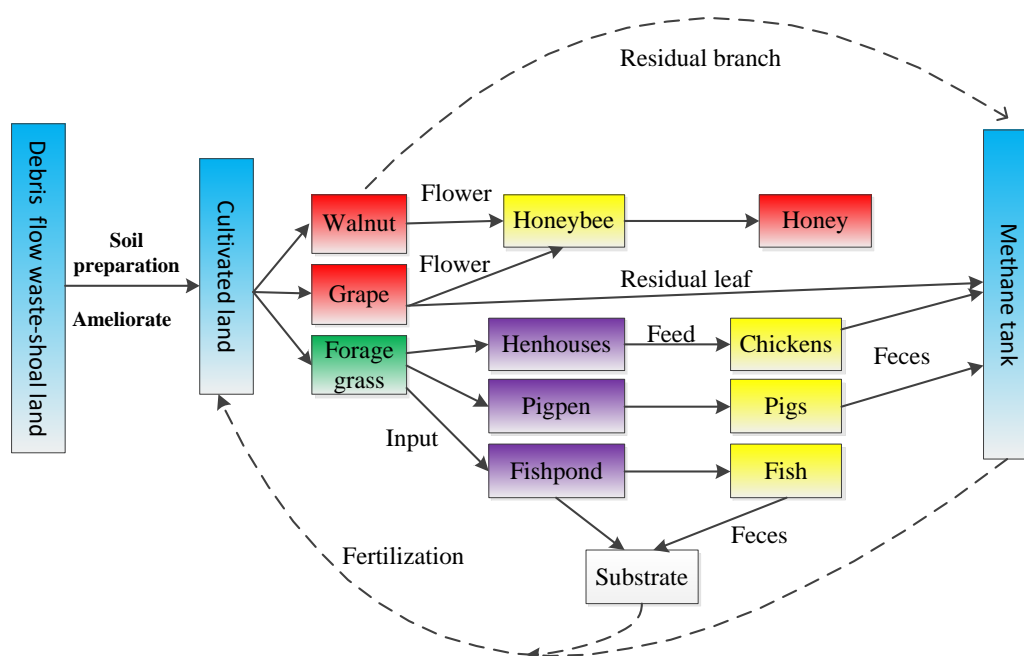 Residual branch
Debris flow waste-shoal land
Soil
preparation
Ameliorate
Cultivated land
Walnut
Flower
Honeybee
Honey
Grape
Flower
Residual leaf
Forage
grass
Henhouses
Feed
Chickens
Feces
Pigpen
Pigs
Input
Fishpond
Fish
Feces
Substrate
Fertilization
Methane tank